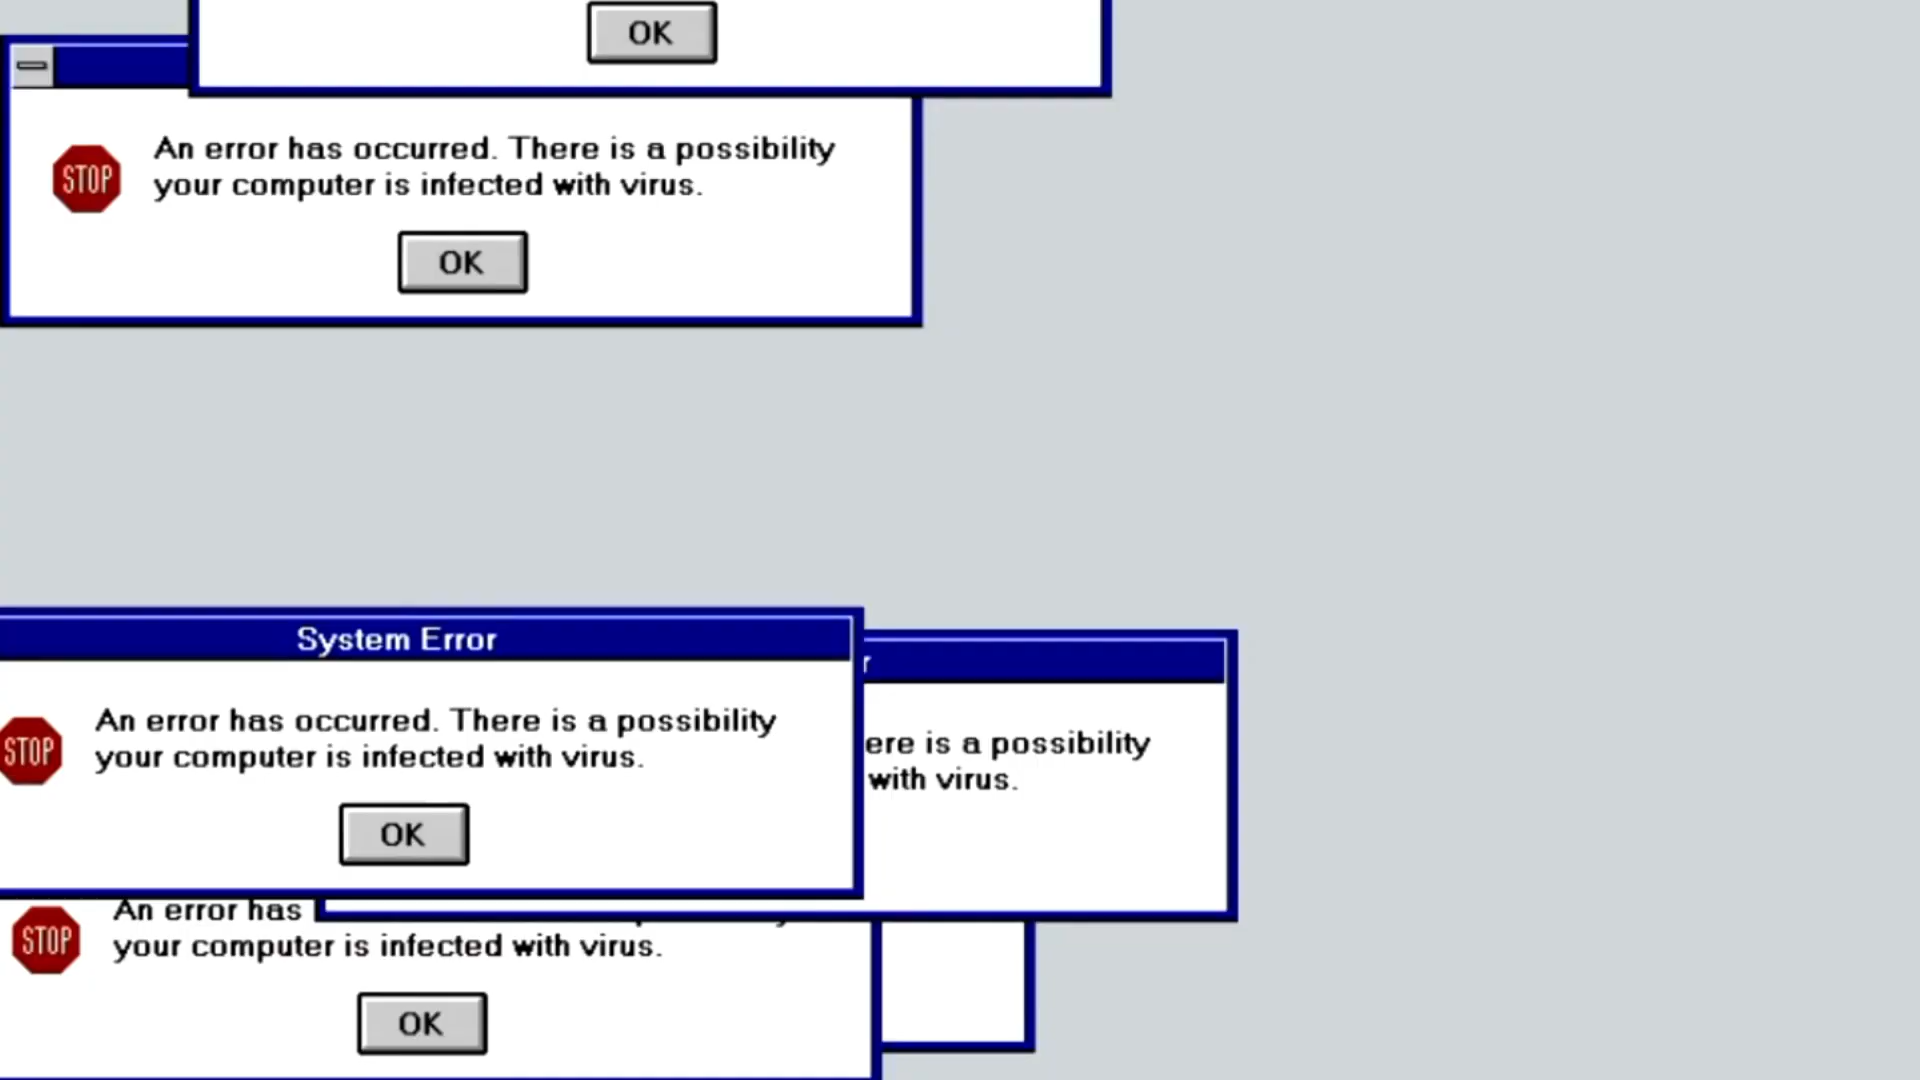 OK
STOP
An error has occurred. There is a possibility
your computer is infected with virus.
OK
System Error
r
STOP
An error has occurred. There is a possibility
your computer is infected with virus.
OK
ere is a possibility
with virus.
STOP
An error has
your computer is infected with virus.
OK